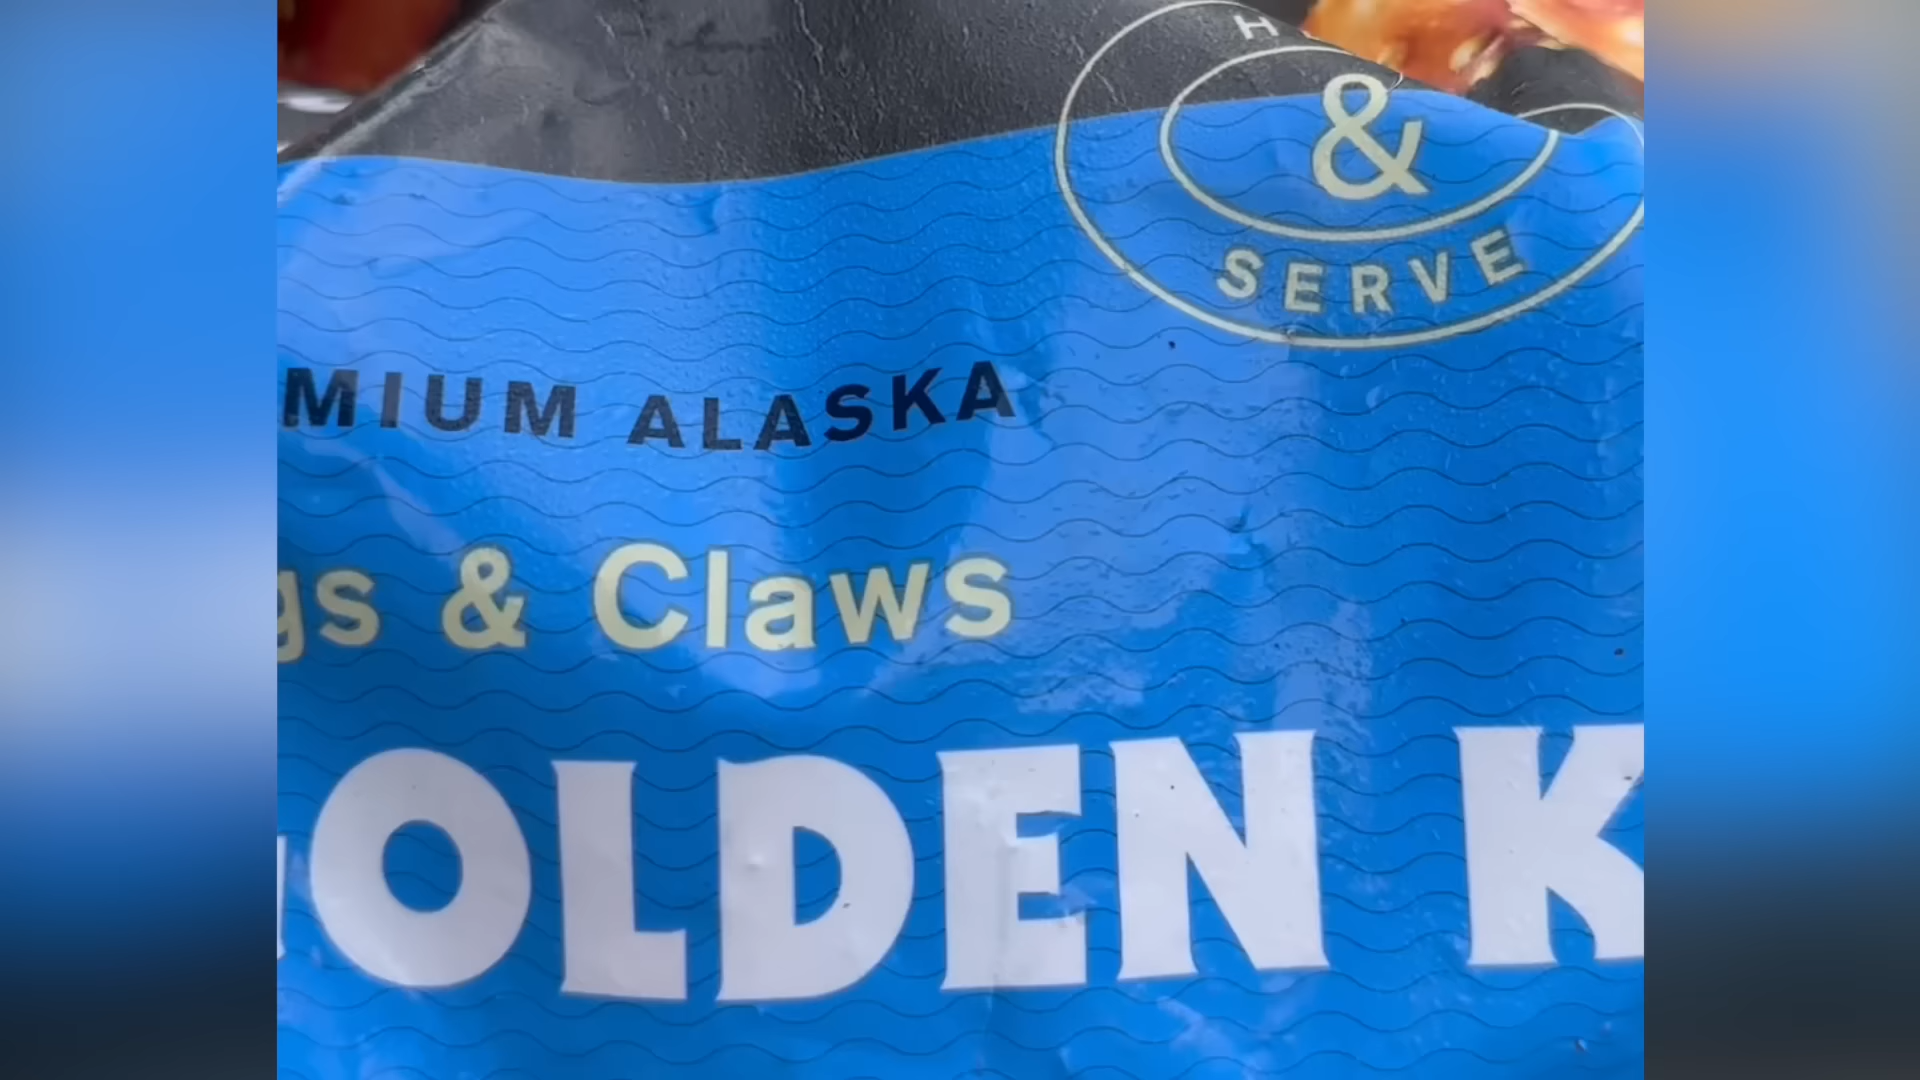 &
SERVE
MIUM ALASKA
gs & Claws
OLDEN K